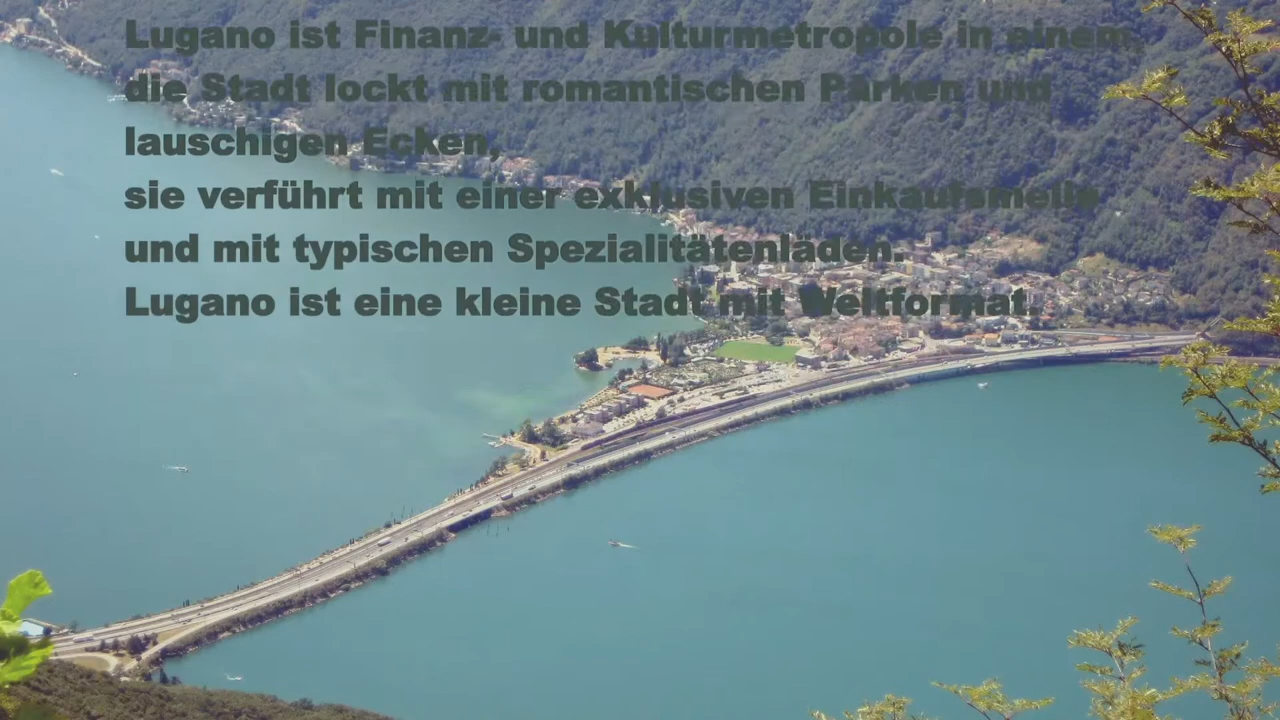 Lugano ist Finanz- und Kulturmetropole in einem,
die Stadt lockt mit romantischen Parken und
lauschigen Ecken,
sie verführt mit einer exklusiven Einkaufsmeile
und mit typischen Spezialitätenläden.
Lugano ist eine kleine Stadt mit Weltformat.